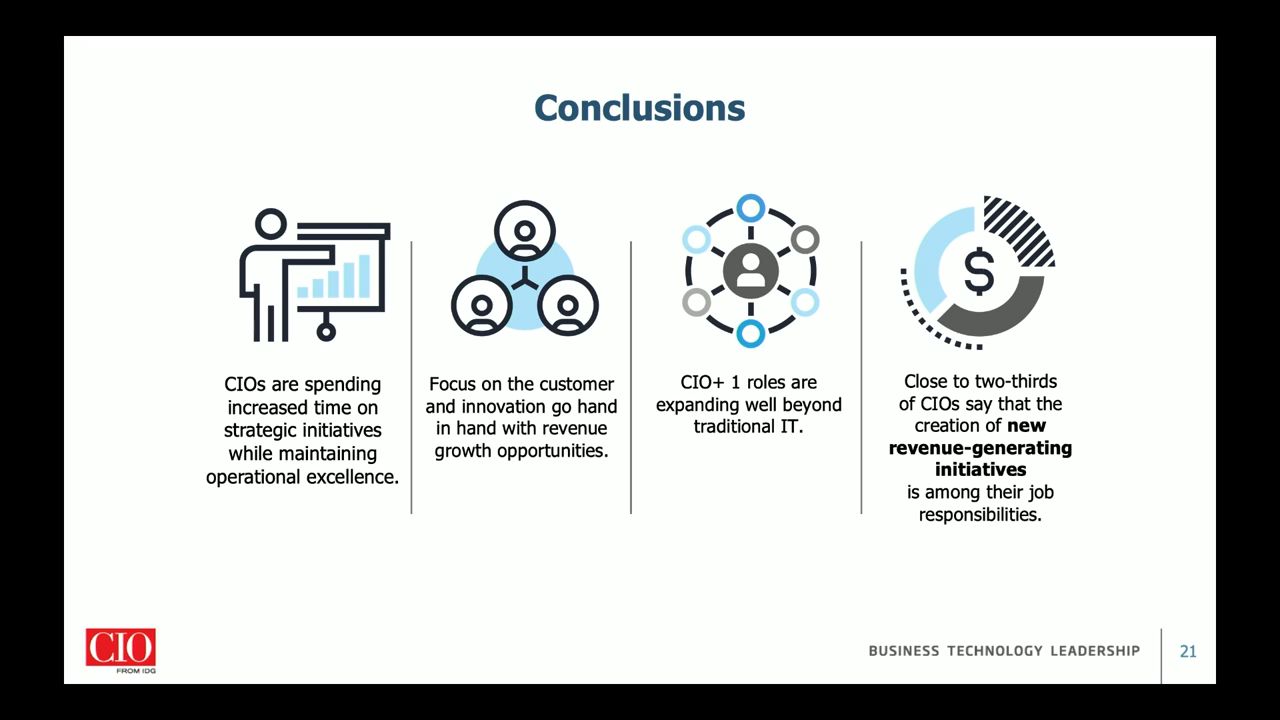 Conclusions
CIOs are spending
increased time on
strategic initiatives
while maintaining
operational excellence.
Focus on the customer
and innovation go hand
in hand with revenue
growth opportunities.
CIO+ 1 roles are
expanding well beyond
traditional IT.
$
Close to two-thirds
of CIOs say that the
creation of new
revenue-generating
initiatives
is among their job
responsibilities.
CIO
FROM IDG
BUSINESS TECHNOLOGY LEADERSHIP
21